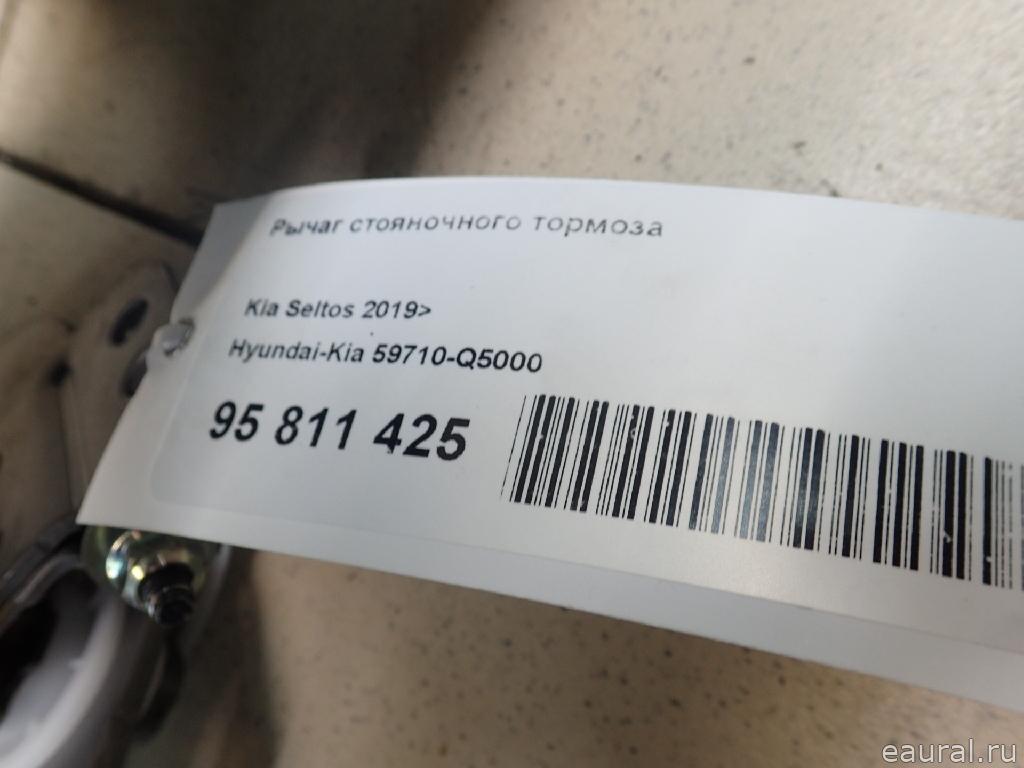 Рычаг стояночного тормоза
Kia Seltos 2019>
Hyundai-Kia 59710-Q5000
95 811 425
eaural.ru